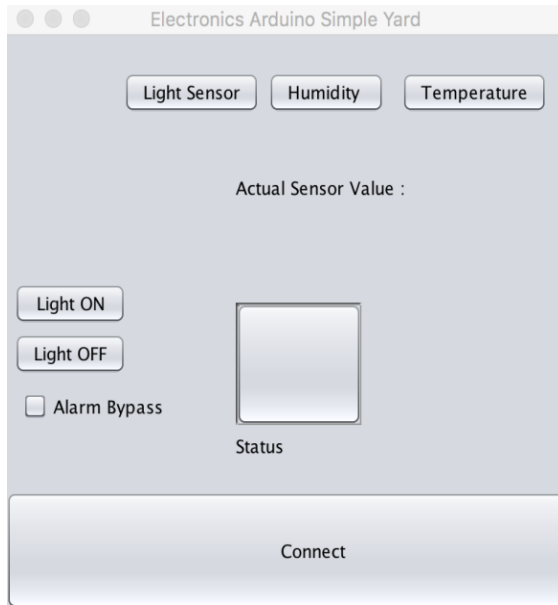 Electronics Arduino Simple Yard
Light Sensor Humidity Temperature
Actual Sensor Value :
Light ON
Light OFF
Alarm Bypass
Status
Connect